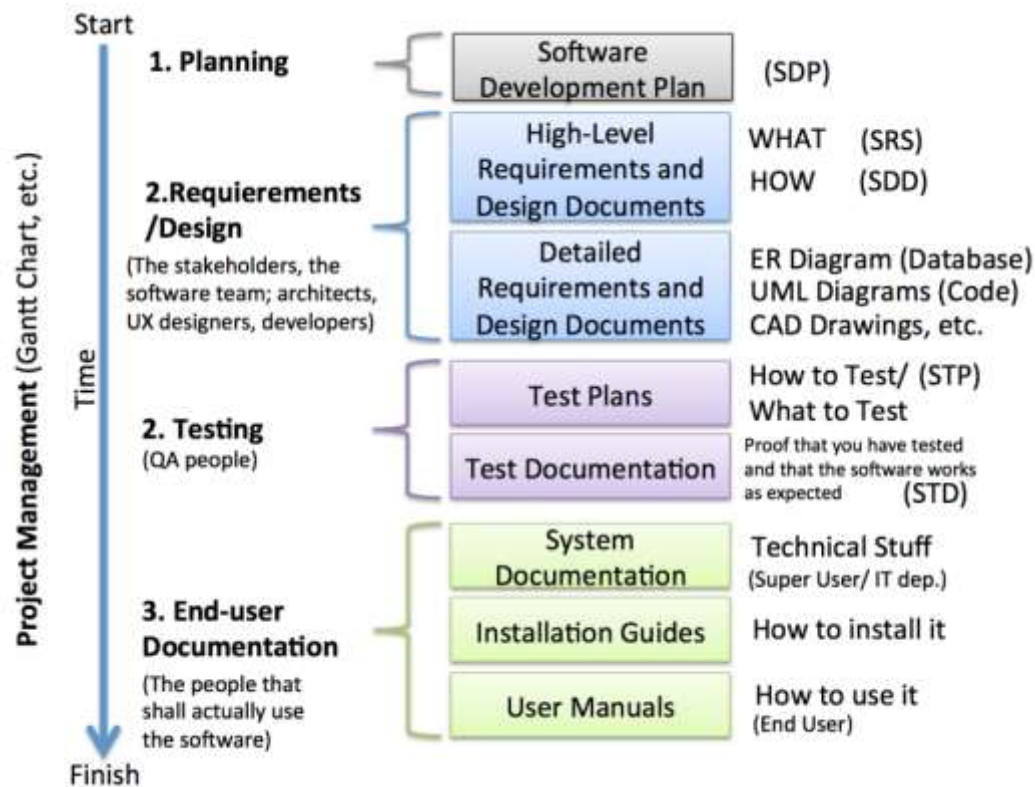 Start
1. Planning
Software
Development Plan
(SDP)
High-Level
Requirements and
Design Documents
WHAT (SRS)
HOW (SDD)
2.Requierements
/Design
(The stakeholders, the
software team; architects,
UX designers, developers)
Detailed
Requirements and
Design Documents
ER Diagram (Database)
UML Diagrams (Code)
CAD Drawings, etc.
Project Management (Gantt Chart, etc.)
Time
2. Testing
(QA people)
Test Plans
How to Test/ (STP)
What to Test
Test Documentation
Proof that you have tested
and that the software works
as expected (STD)
3. End-user
Documentation
(The people that
shall actually use
the software)
System
Documentation
Technical Stuff
(Super User/ IT dep.)
Installation Guides
How to install it
User Manuals
How to use it
(End User)
Finish